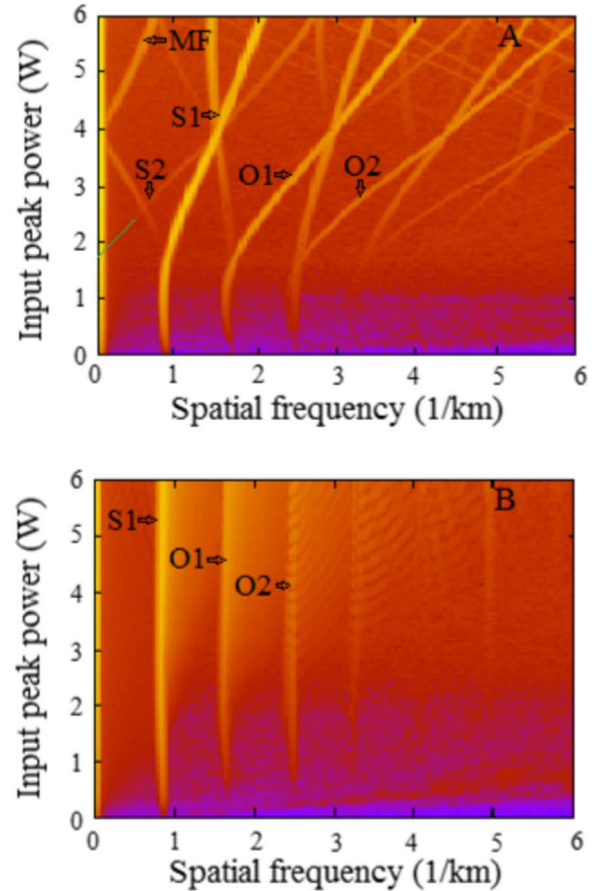 6
A
MF
5
S1
4
S2
O1
O2
3
2
1
0
0 1 2 3 4 5 6
Input peak power (W)
Spatial frequency (1/km)
6
B
S1
5
O1
O2
4
3
2
1
0
0 1 2 3 4 5 6
Input peak power (W)
Spatial frequency (1/km)